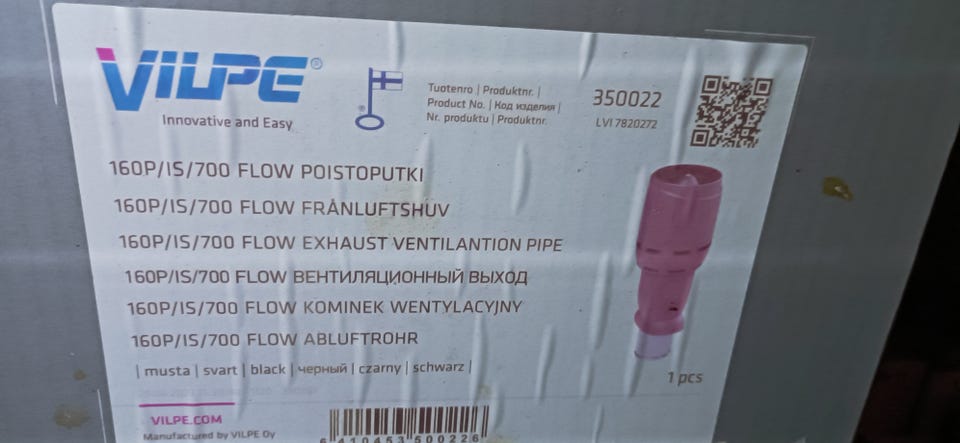 VILPE®
Innovative and Easy
®
Tuotenro | Produktnr. |
Product No. | Код изделия |
Nr. produktu | Produktnr.
350022
LVI 7820272
160P/IS/700 FLOW POISTOPUTKI
160P/IS/700 FLOW FRÅNLUFTSHUV
160P/IS/700 FLOW EXHAUST VENTILANTION PIPE
160P/IS/700 FLOW ВЕНТИЛЯЦИОННЫЙ ВЫХОД
160P/IS/700 FLOW KOMINEK WENTYLACYJNY
160P/IS/700 FLOW ABLUFTROHR
| musta | svart | black | черный | czarny | schwarz |
1 pcs
VILPE.COM
Manufactured by VILPE Oy
6 410453 500226